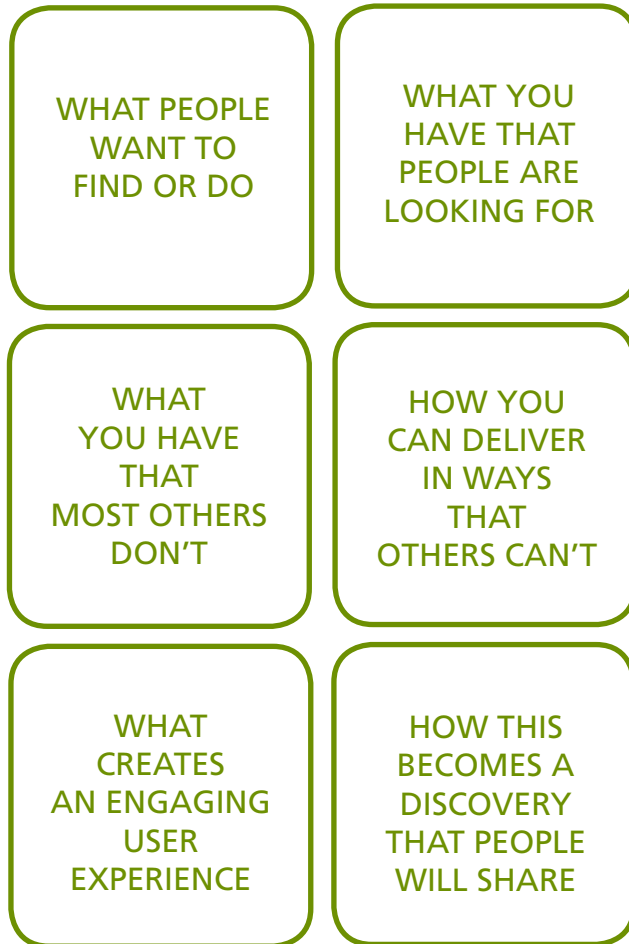 WHAT PEOPLE
WANT TO
FIND OR DO
WHAT YOU
HAVE THAT
PEOPLE ARE
LOOKING FOR
WHAT
YOU HAVE
THAT
MOST OTHERS
DON'T
HOW YOU
CAN DELIVER
IN WAYS
THAT
OTHERS CAN'T
WHAT
CREATES
AN ENGAGING
USER
EXPERIENCE
HOW THIS
BECOMES A
DISCOVERY
THAT PEOPLE
WILL SHARE